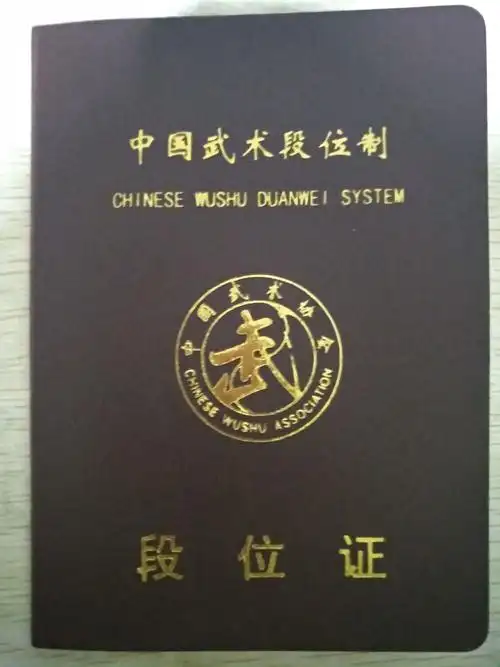 中国武术段位制
CHINESE WUSHU DUANWEI SYSTEM
中国武术协会
武
CHINESE WUSHU ASSOCIATION
段位证